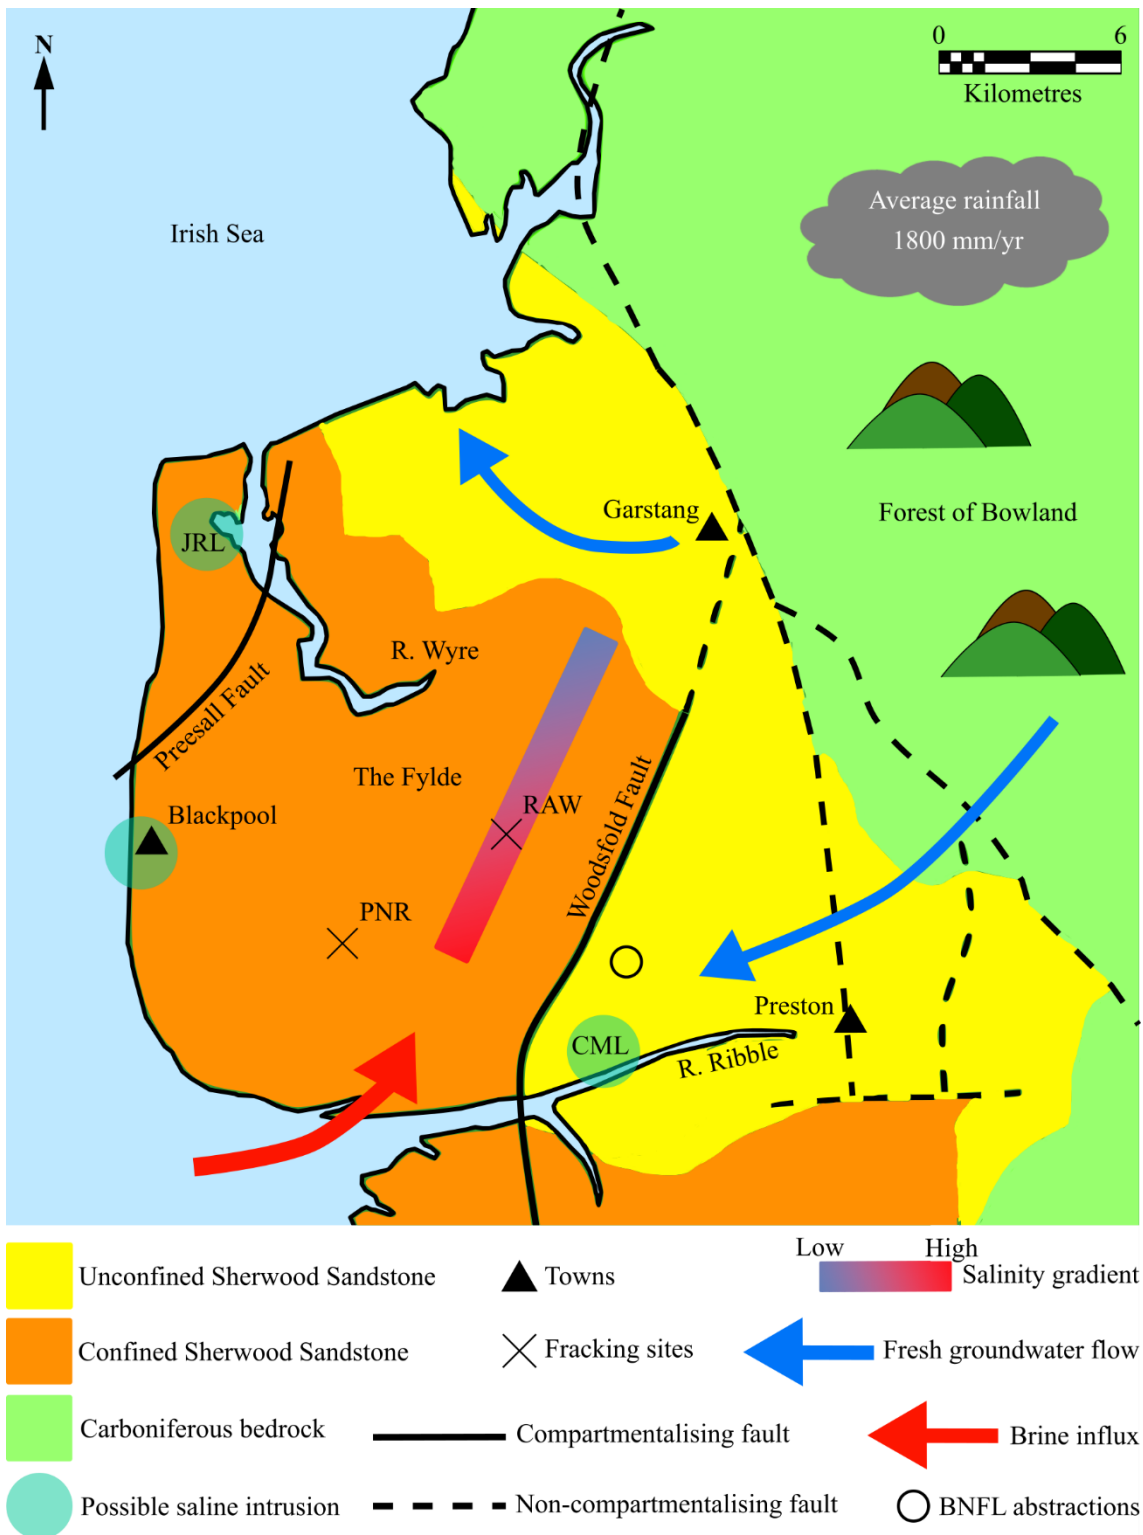 N
0 6
Kilometres
Average rainfall
1800 mm/yr
Irish Sea
Garstang
Forest of Bowland
JRL
R. Wyre
Preesall Fault
The Fylde
Blackpool
RAW
Woodsfold Fault
PNR
Preston
CML
R. Ribble
Low High
Unconfined Sherwood Sandstone
Towns
Salinity gradient
Confined Sherwood Sandstone
Fracking sites
Fresh groundwater flow
Carboniferous bedrock
Compartmentalising fault
Brine influx
Possible saline intrusion
Non-compartmentalising fault
BNFL abstractions